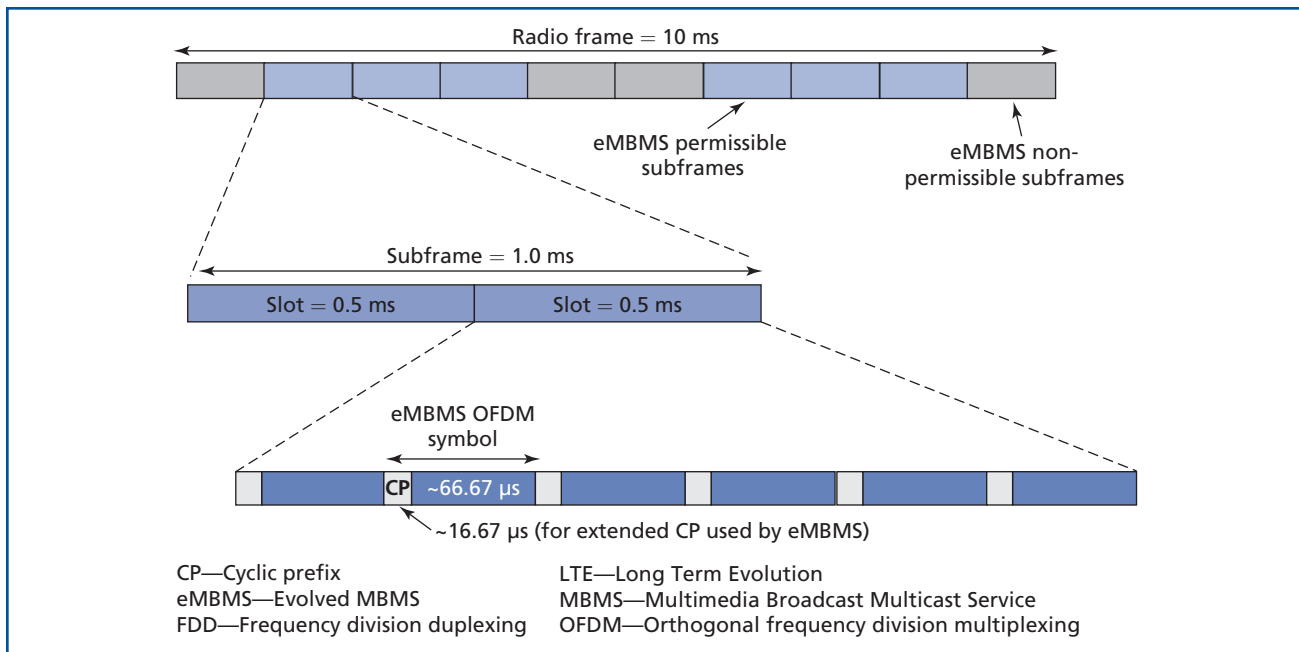 Radio frame = 10 ms
eMBMS permissible
subframes
eMBMS non-
permissible subframes
Subframe = 1.0 ms
Slot = 0.5 ms
Slot = 0.5 ms
eMBMS OFDM
symbol
CP
~66.67 µs
~16.67 µs (for extended CP used by eMBMS)
CP—Cyclic prefix
eMBMS—Evolved MBMS
FDD—Frequency division duplexing
LTE—Long Term Evolution
MBMS—Multimedia Broadcast Multicast Service
OFDM—Orthogonal frequency division multiplexing